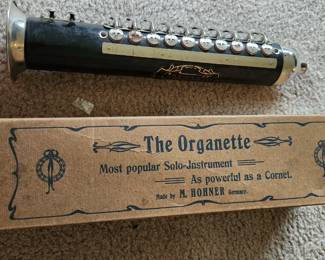 The Organette
Most popular Solo-Instrument
As powerful as a Cornet.
Made by M. HOHNER Germany.